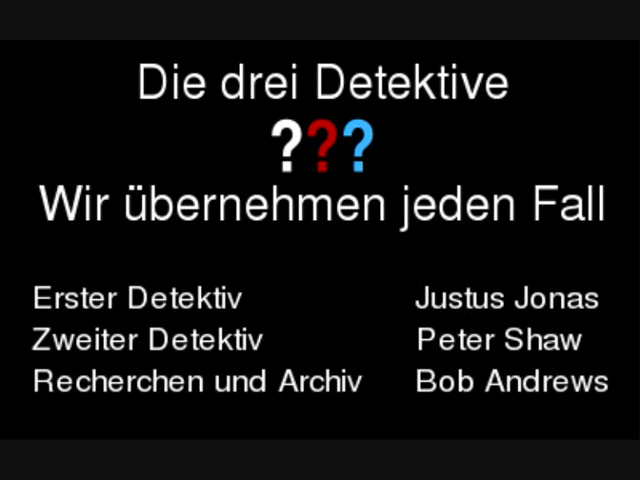 Die drei Detektive
???
Wir übernehmen jeden Fall
Erster Detektiv Justus Jonas
Zweiter Detektiv Peter Shaw
Recherchen und Archiv Bob Andrews